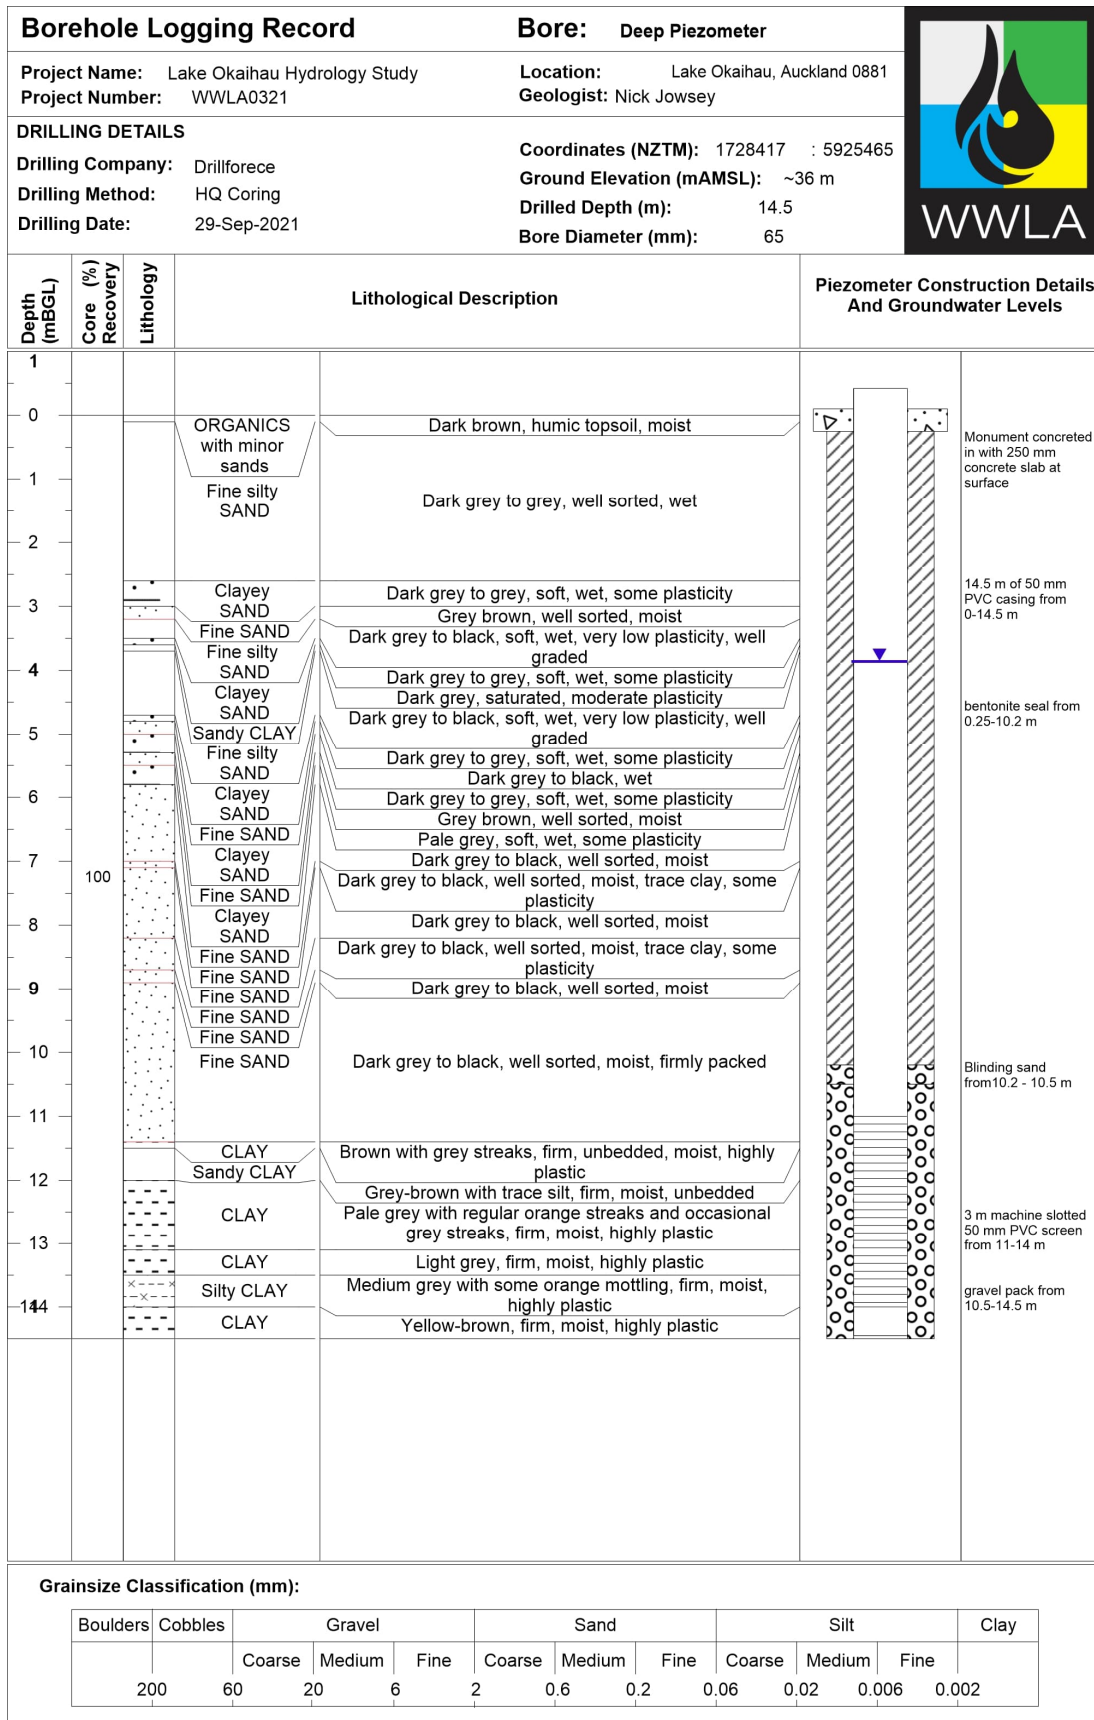 Borehole Logging Record
Bore: Deep Piezometer
Project Name: Lake Okaihau Hydrology Study
Project Number: WWLA0321
Location: Lake Okaihau, Auckland 0881
Geologist: Nick Jowsey
WWLA
DRILLING DETAILS
Drilling Company: Drillforece
Drilling Method: HQ Coring
Drilling Date: 29-Sep-2021
Coordinates (NZTM): 1728417 : 5925465
Ground Elevation (mAMSL): ~36 m
Drilled Depth (m): 14.5
Bore Diameter (mm): 65
Depth (mBGL)
Core (%) Recovery
Lithology
Lithological Description
Piezometer Construction Details
And Groundwater Levels
1
0
1
2
3
4
5
6
7
8
9
10
11
12
13
14
100
ORGANICS
with minor
sands
Fine silty
SAND
Clayey
SAND
Fine SAND
Fine silty
SAND
Clayey
SAND
Sandy CLAY
Fine silty
SAND
Clayey
SAND
Fine SAND
Clayey
SAND
Fine SAND
Clayey
SAND
Fine SAND
Fine SAND
Fine SAND
Fine SAND
Fine SAND
Fine SAND
CLAY
Sandy CLAY
CLAY
CLAY
Silty CLAY
CLAY
Dark brown, humic topsoil, moist
Dark grey to grey, well sorted, wet
Dark grey to grey, soft, wet, some plasticity
Grey brown, well sorted, moist
Dark grey to black, soft, wet, very low plasticity, well
graded
Dark grey to grey, soft, wet, some plasticity
Dark grey, saturated, moderate plasticity
Dark grey to black, soft, wet, very low plasticity, well
graded
Dark grey to grey, soft, wet, some plasticity
Dark grey to black, wet
Dark grey to grey, soft, wet, some plasticity
Grey brown, well sorted, moist
Pale grey, soft, wet, some plasticity
Dark grey to black, well sorted, moist
Dark grey to black, well sorted, moist, trace clay, some
plasticity
Dark grey to black, well sorted, moist
Dark grey to black, well sorted, moist, trace clay, some
plasticity
Dark grey to black, well sorted, moist
Dark grey to black, well sorted, moist, firmly packed
Brown with grey streaks, firm, unbedded, moist, highly
plastic
Grey-brown with trace silt, firm, moist, unbedded
Pale grey with regular orange streaks and occasional
grey streaks, firm, moist, highly plastic
Light grey, firm, moist, highly plastic
Medium grey with some orange mottling, firm, moist,
highly plastic
Yellow-brown, firm, moist, highly plastic
Monument concreted
in with 250 mm
concrete slab at
surface
14.5 m of 50 mm
PVC casing from
0-14.5 m
bentonite seal from
0.25-10.2 m
Blinding sand
from10.2 - 10.5 m
3 m machine slotted
50 mm PVC screen
from 11-14 m
gravel pack from
10.5-14.5 m
Grainsize Classification (mm):
Boulders Cobbles Gravel Sand Silt Clay
Coarse Medium Fine Coarse Medium Fine Coarse Medium Fine
200 60 20 6 2 0.6 0.2 0.06 0.02 0.006 0.002